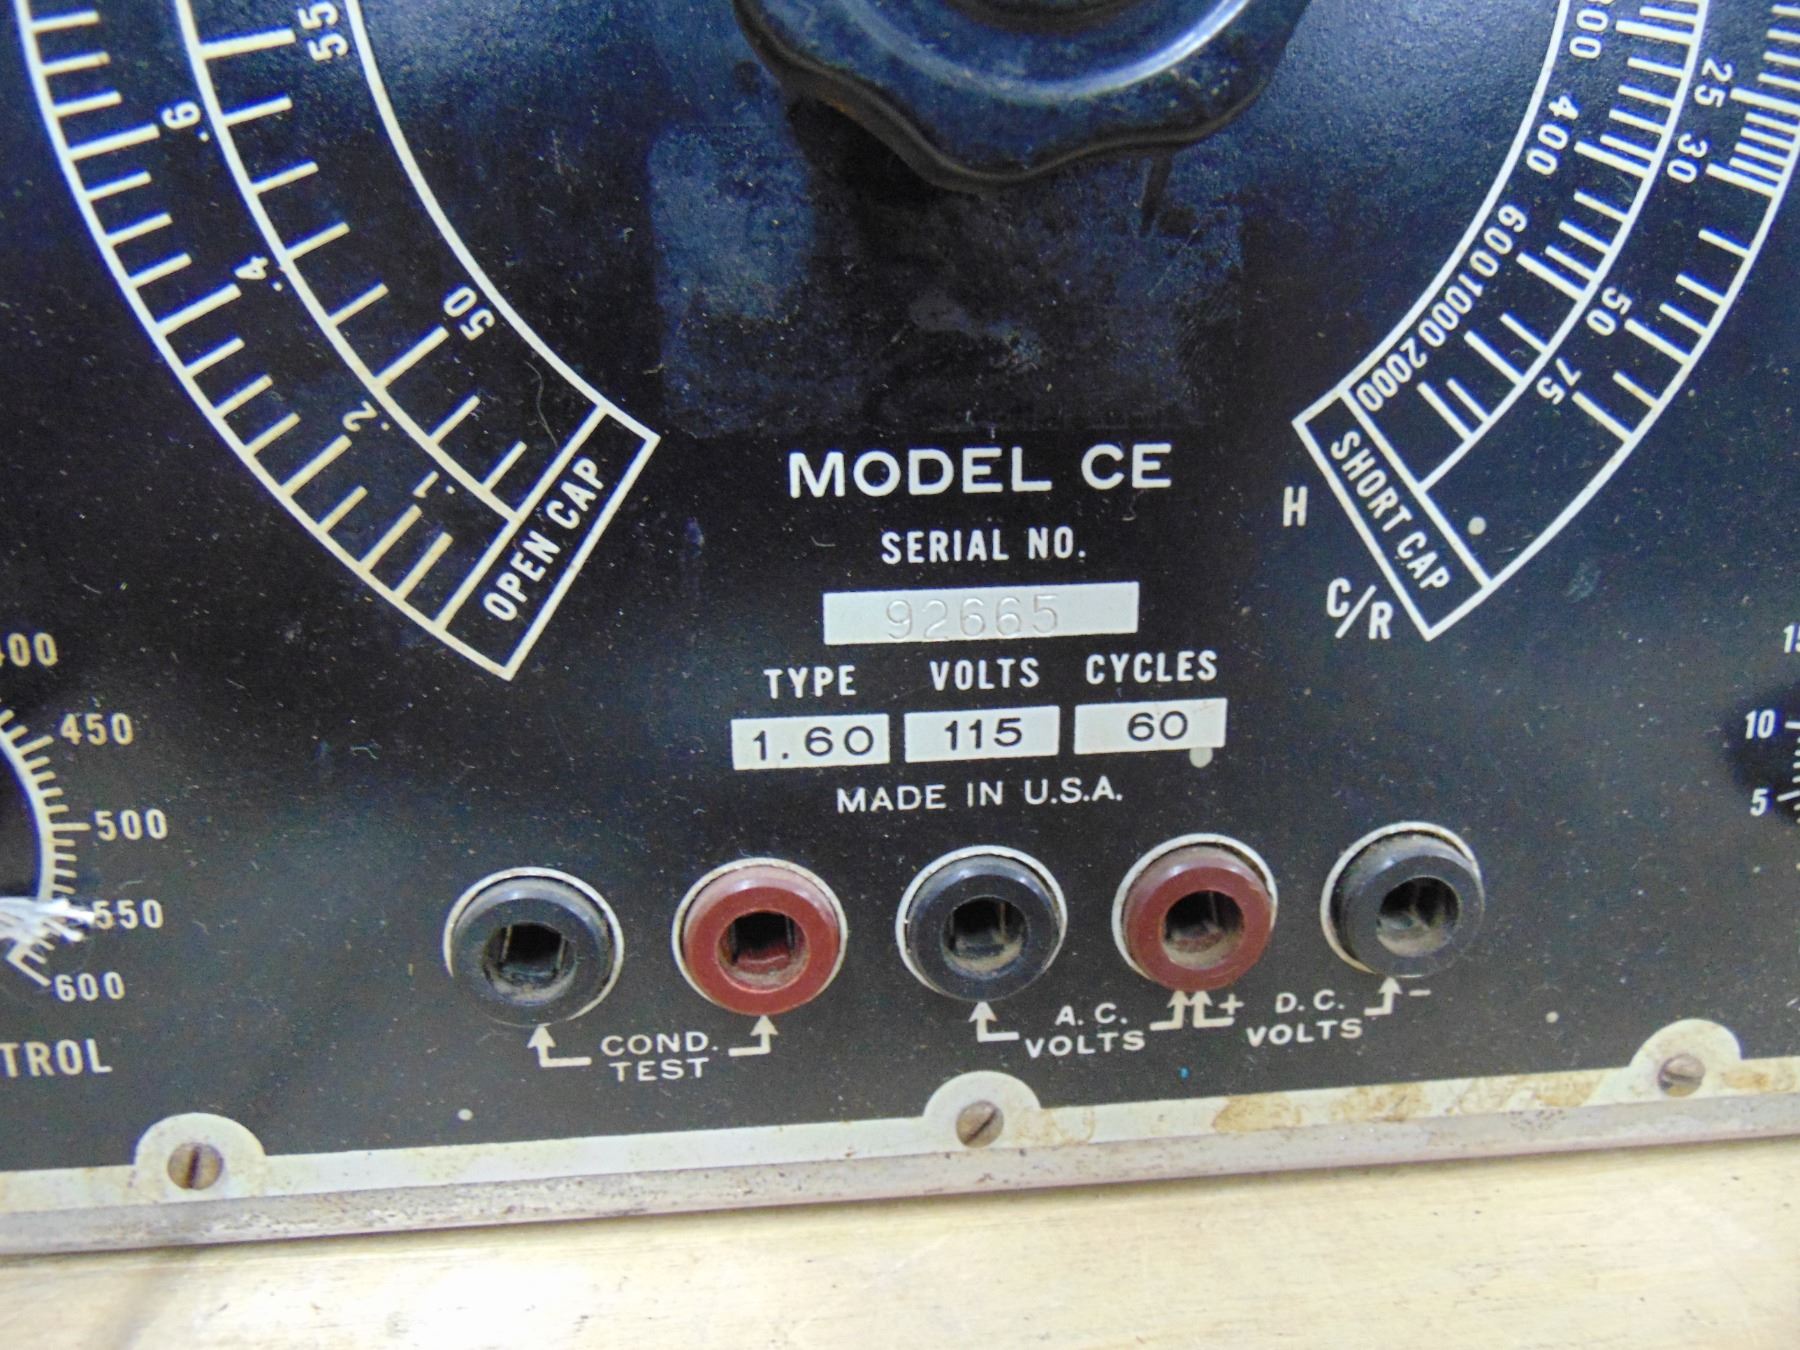 55
50
.6
.4
.2
.1
OPEN CAP
400
600
1000
2000
25
30
50
75
SHORT CAP
H
C/R
MODEL CE
SERIAL NO.
92665
TYPE VOLTS CYCLES
1.60 115 60
MADE IN U.S.A.
450
500
550
600
TROL
10
5
COND.
TEST
A.C.
VOLTS
+ D.C. -
VOLTS